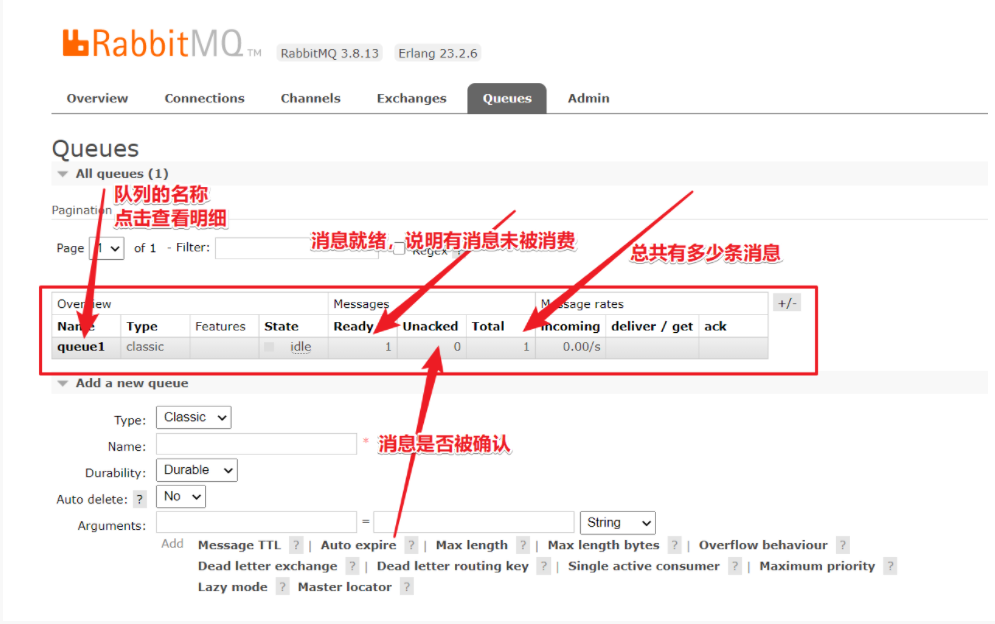 RabbitMQ TM RabbitMQ 3.8.13 Erlang 23.2.6
Overview Connections Channels Exchanges Queues Admin
Queues
All queues (1)
队列的名称
Pagination
点击查看明细
Page 1 of 1 - Filter: Regex ?
消息就绪，说明有消息未被消费
总共有多少条消息
Overview Messages Message rates +/-
Name Type Features State Ready Unacked Total incoming deliver / get ack
queue1 classic idle 1 0 1 0.00/s
Add a new queue
Type: Classic
Name: *
消息是否被确认
Durability: Durable
Auto delete: ? No
Arguments: = String
Add Message TTL ? | Auto expire ? | Max length ? | Max length bytes ? | Overflow behaviour ?
Dead letter exchange ? | Dead letter routing key ? | Single active consumer ? | Maximum priority ?
Lazy mode ? Master locator ?